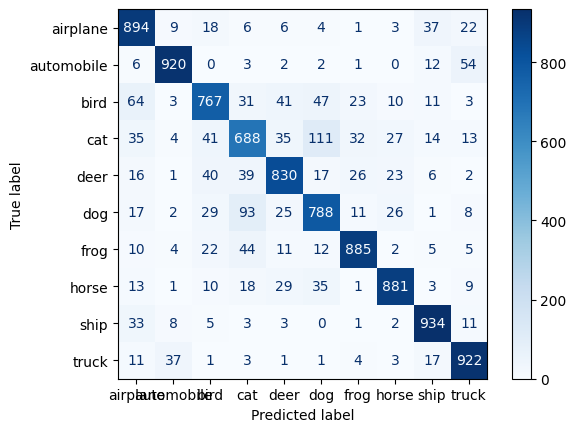 airplane 894 9 18 6 6 4 1 3 37 22
automobile 6 920 0 3 2 2 1 0 12 54
bird 64 3 767 31 41 47 23 10 11 3
cat 35 4 41 688 35 111 32 27 14 13
deer 16 1 40 39 830 17 26 23 6 2
dog 17 2 29 93 25 788 11 26 1 8
frog 10 4 22 44 11 12 885 2 5 5
horse 13 1 10 18 29 35 1 881 3 9
ship 33 8 5 3 3 0 1 2 934 11
truck 11 37 1 3 1 1 4 3 17 922
airplane automobile bird cat deer dog frog horse ship truck
Predicted label
True label
800
600
400
200
0